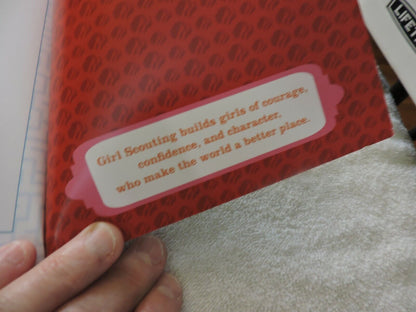 Girl Scouting builds girls of courage,
confidence, and character,
who make the world a better place.